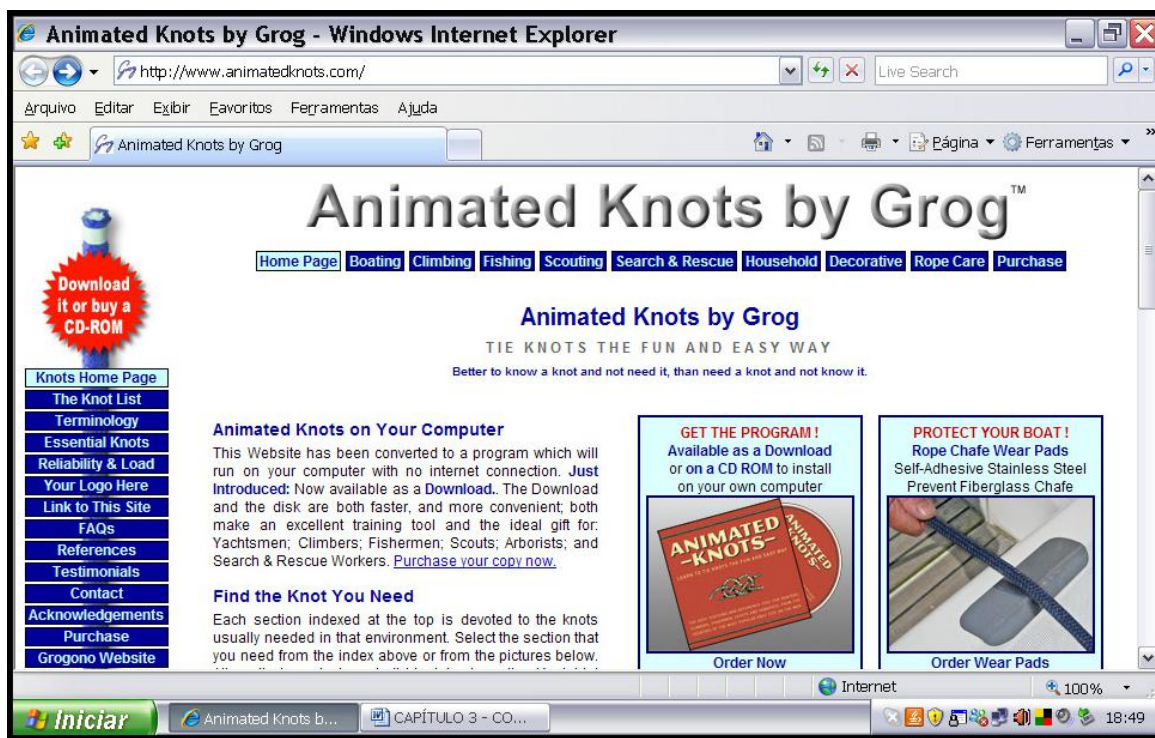 Animated Knots by Grog - Windows Internet Explorer
http://www.animatedknots.com/
Live Search
Arquivo Editar Exibir Favoritos Ferramentas Ajuda
Animated Knots by Grog
Página Ferramentas
Animated Knots by Grog™
Home Page Boating Climbing Fishing Scouting Search & Rescue Household Decorative Rope Care Purchase
Download
it or buy a
CD-ROM
Knots Home Page
The Knot List
Terminology
Essential Knots
Reliability & Load
Your Logo Here
Link to This Site
FAQs
References
Testimonials
Contact
Acknowledgements
Purchase
Grogono Website
Animated Knots by Grog
TIE KNOTS THE FUN AND EASY WAY
Better to know a knot and not need it, than need a knot and not know it.
Animated Knots on Your Computer
This Website has been converted to a program which will
run on your computer with no internet connection. Just
Introduced: Now available as a Download.. The Download
and the disk are both faster, and more convenient; both
make an excellent training tool and the ideal gift for:
Yachtsmen; Climbers; Fishermen; Scouts; Arborists; and
Search & Rescue Workers. Purchase your copy now.
Find the Knot You Need
Each section indexed at the top is devoted to the knots
usually needed in that environment. Select the section that
you need from the index above or from the pictures below.
GET THE PROGRAM !
Available as a Download
or on a CD ROM to install
on your own computer
ANIMATED
-KNOTS-
ANIMATED
KNOTS
Order Now
PROTECT YOUR BOAT !
Rope Chafe Wear Pads
Self-Adhesive Stainless Steel
Prevent Fiberglass Chafe
Order Wear Pads
Internet 100%
Iniciar
Animated Knots b...
CAPÍTULO 3 - CO...
18:49